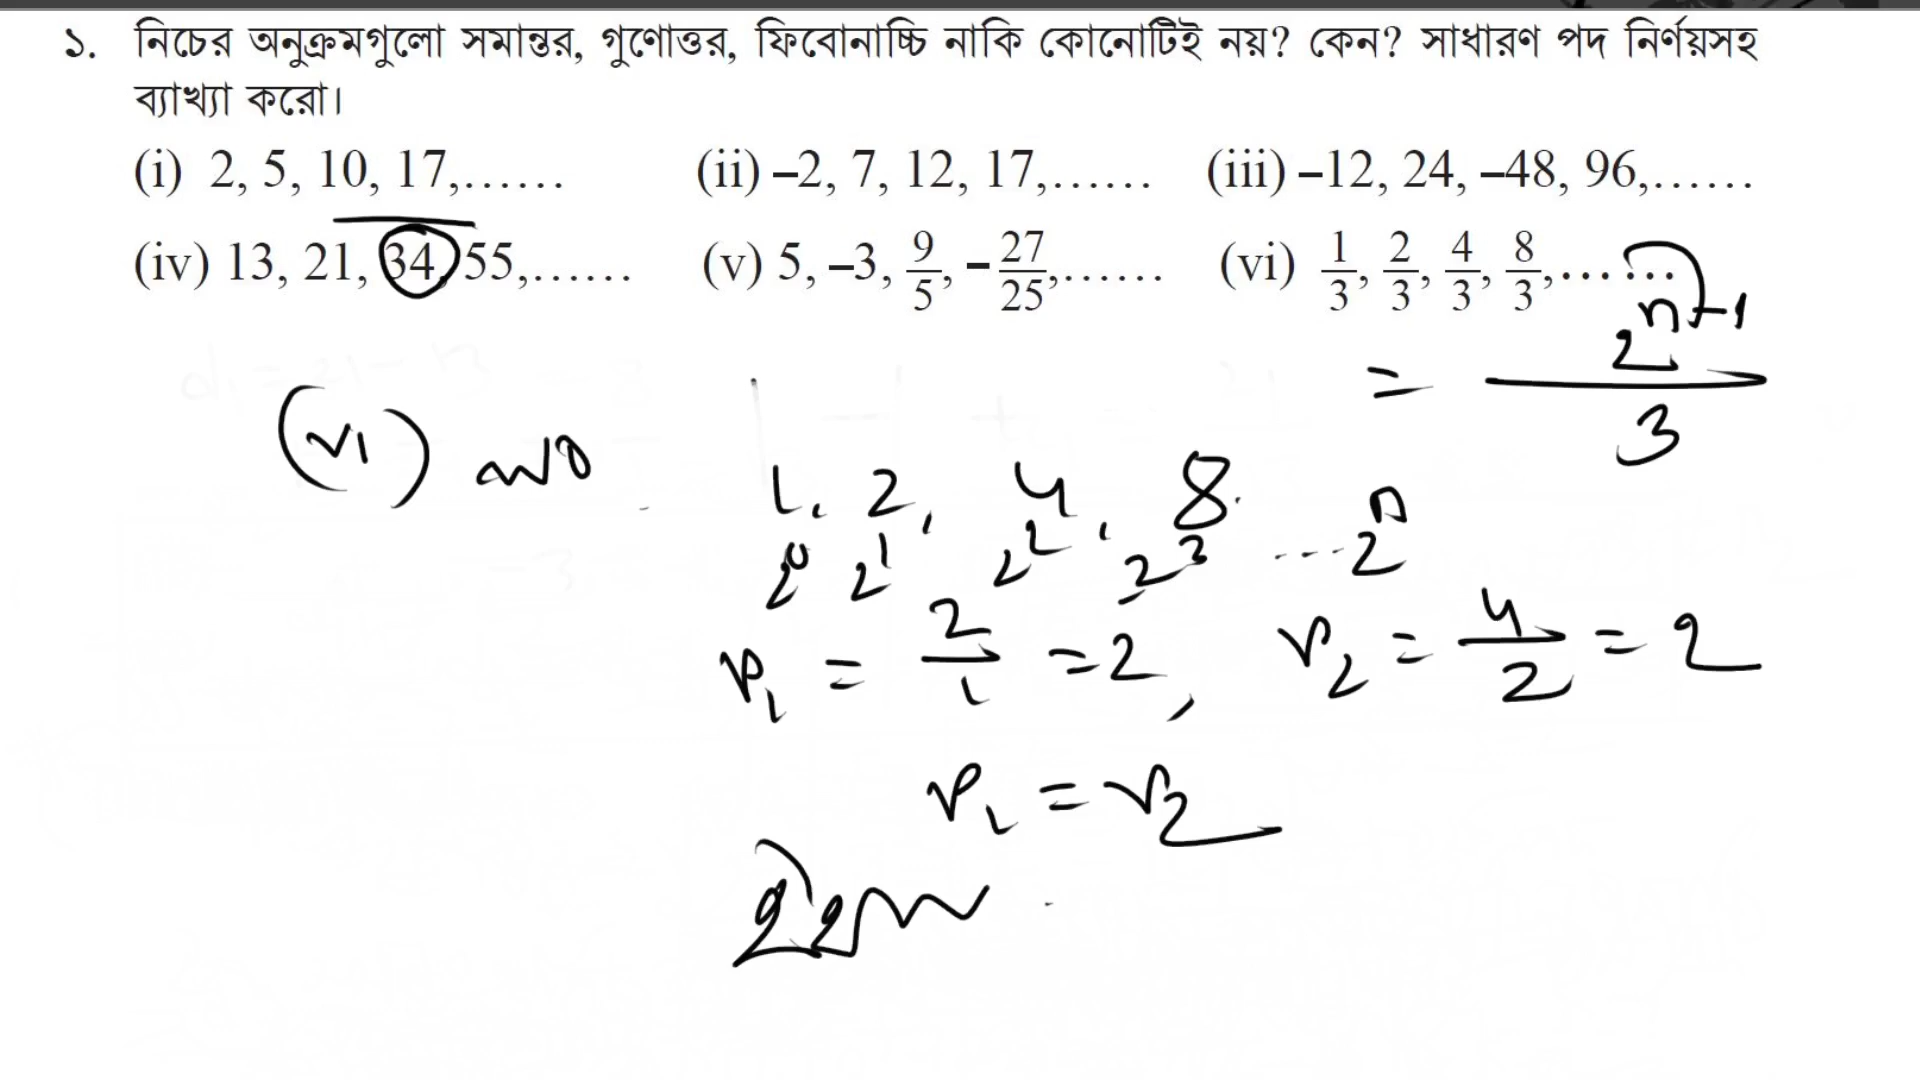 ১. নিচের অনুক্রমগুলো সমান্তর, গুণোত্তর, ফিবোনাচ্চি নাকি কোনোটিই নয়? কেন? সাধারণ পদ নির্ণয়সহ
ব্যাখ্যা করো।
(i) 2, 5, 10, 17,...... (ii) –2, 7, 12, 17,...... (iii) –12, 24, –48, 96,......
(iv) 13, 21, 34, 55,...... (v) 5, –3, 9/5, -27/25,...... (vi) 1/3, 2/3, 4/3, 8/3,......
= 2^(n-1)/3
(vi)
1, 2, 4, 8
2^0 2^1 2^2 2^3 ...2^n
r1 = 2/1 = 2, r2 = 4/2 = 2
r1 = r2